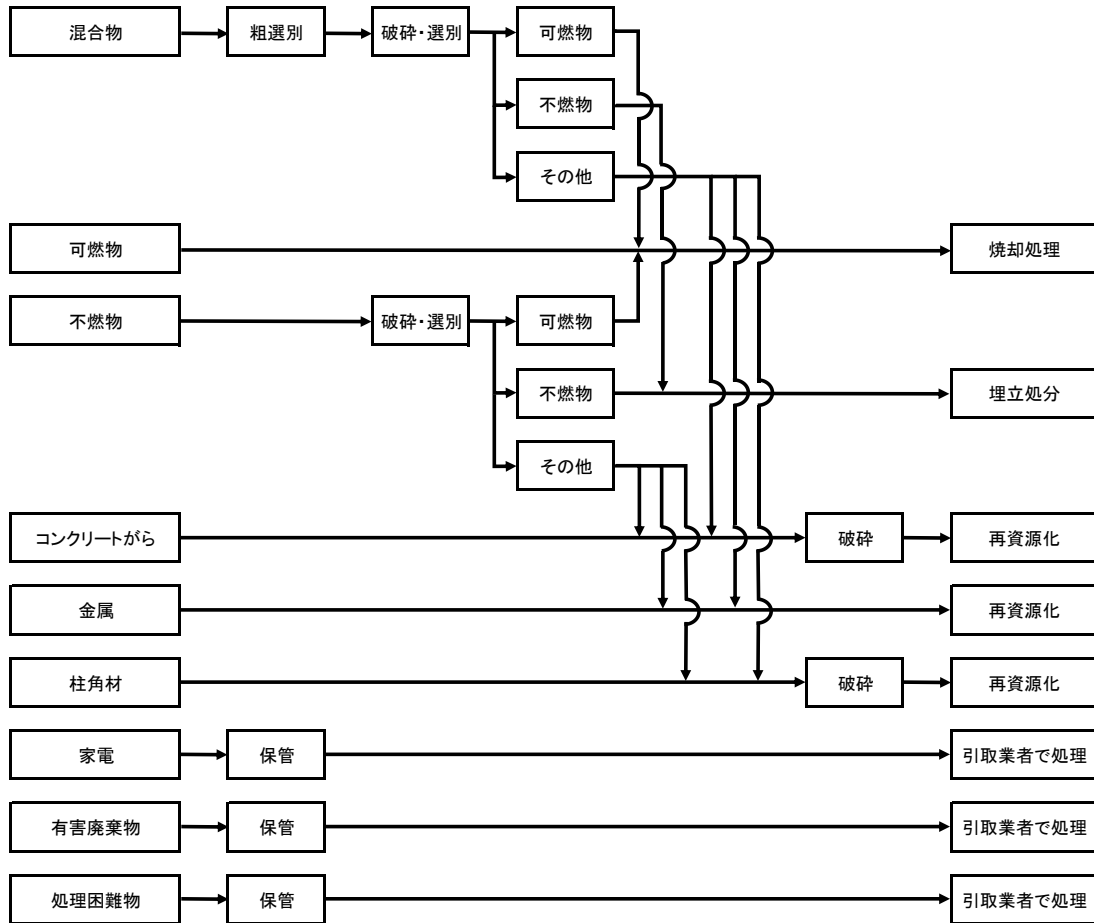 混合物
粗選別
破砕・選別
可燃物
不燃物
その他
可燃物
焼却処理
不燃物
破砕・選別
可燃物
不燃物
埋立処分
その他
コンクリートがら
破砕
再資源化
金属
再資源化
柱角材
破砕
再資源化
家電
保管
引取業者で処理
有害廃棄物
保管
引取業者で処理
処理困難物
保管
引取業者で処理